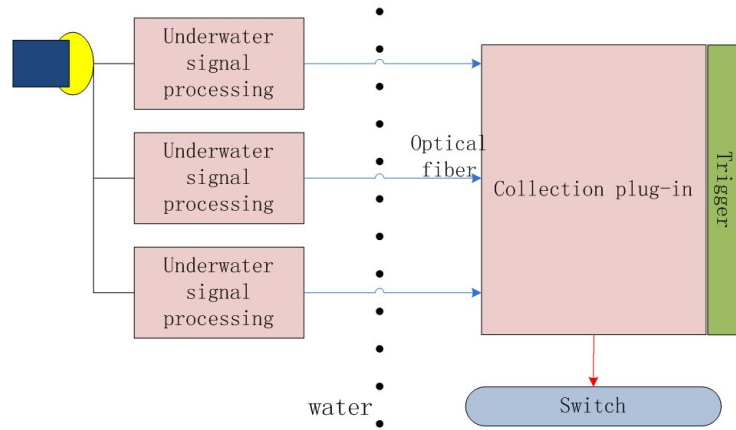 Underwater
signal
processing
Underwater
signal
processing
Underwater
signal
processing
Optical
fiber
Collection plug-in
Trigger
water
Switch